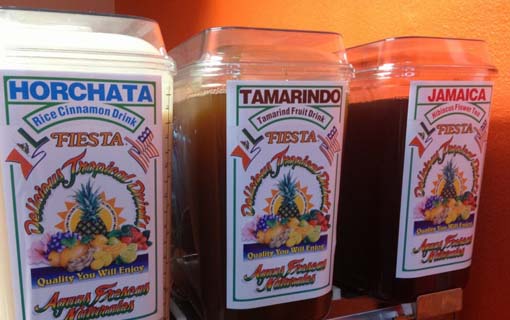 HORCHATA
Rice Cinnamon Drink
FIESTA
Delicious Tropical Drinks
Quality You Will Enjoy
Aguas Frescas
Naturales
TAMARINDO
Tamarind Fruit Drink
FIESTA
Delicious Tropical Drinks
Quality You Will Enjoy
Aguas Frescas
Naturales
JAMAICA
Hibiscus Flower Tea
FIESTA
Delicious Tropical Drinks
Quality You Will Enjoy
Aguas Frescas
Naturales